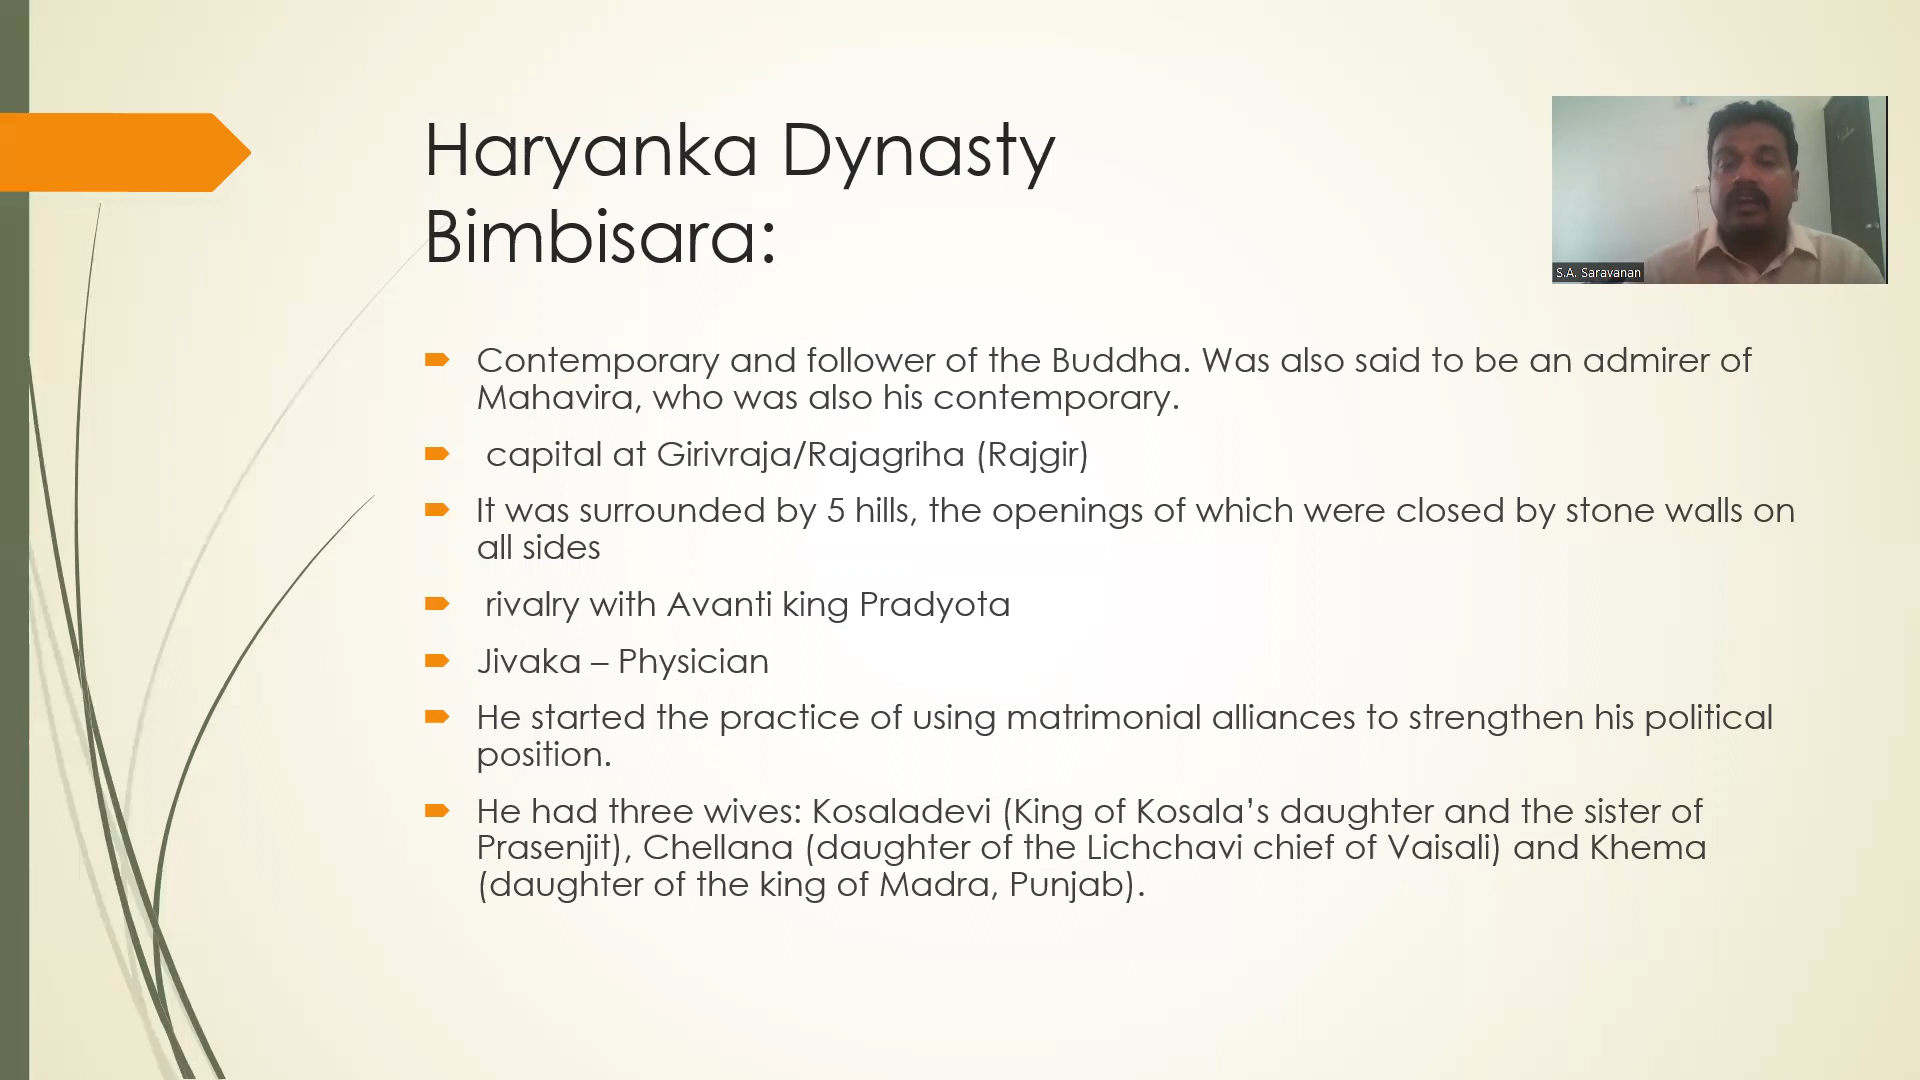 Haryanka Dynasty
Bimbisara:
S.A. Saravanan
Contemporary and follower of the Buddha. Was also said to be an admirer of
Mahavira, who was also his contemporary.
capital at Girivraja/Rajagriha (Rajgir)
It was surrounded by 5 hills, the openings of which were closed by stone walls on
all sides
rivalry with Avanti king Pradyota
Jivaka – Physician
He started the practice of using matrimonial alliances to strengthen his political
position.
He had three wives: Kosaladevi (King of Kosala’s daughter and the sister of
Prasenjit), Chellana (daughter of the Lichchavi chief of Vaisali) and Khema
(daughter of the king of Madra, Punjab).